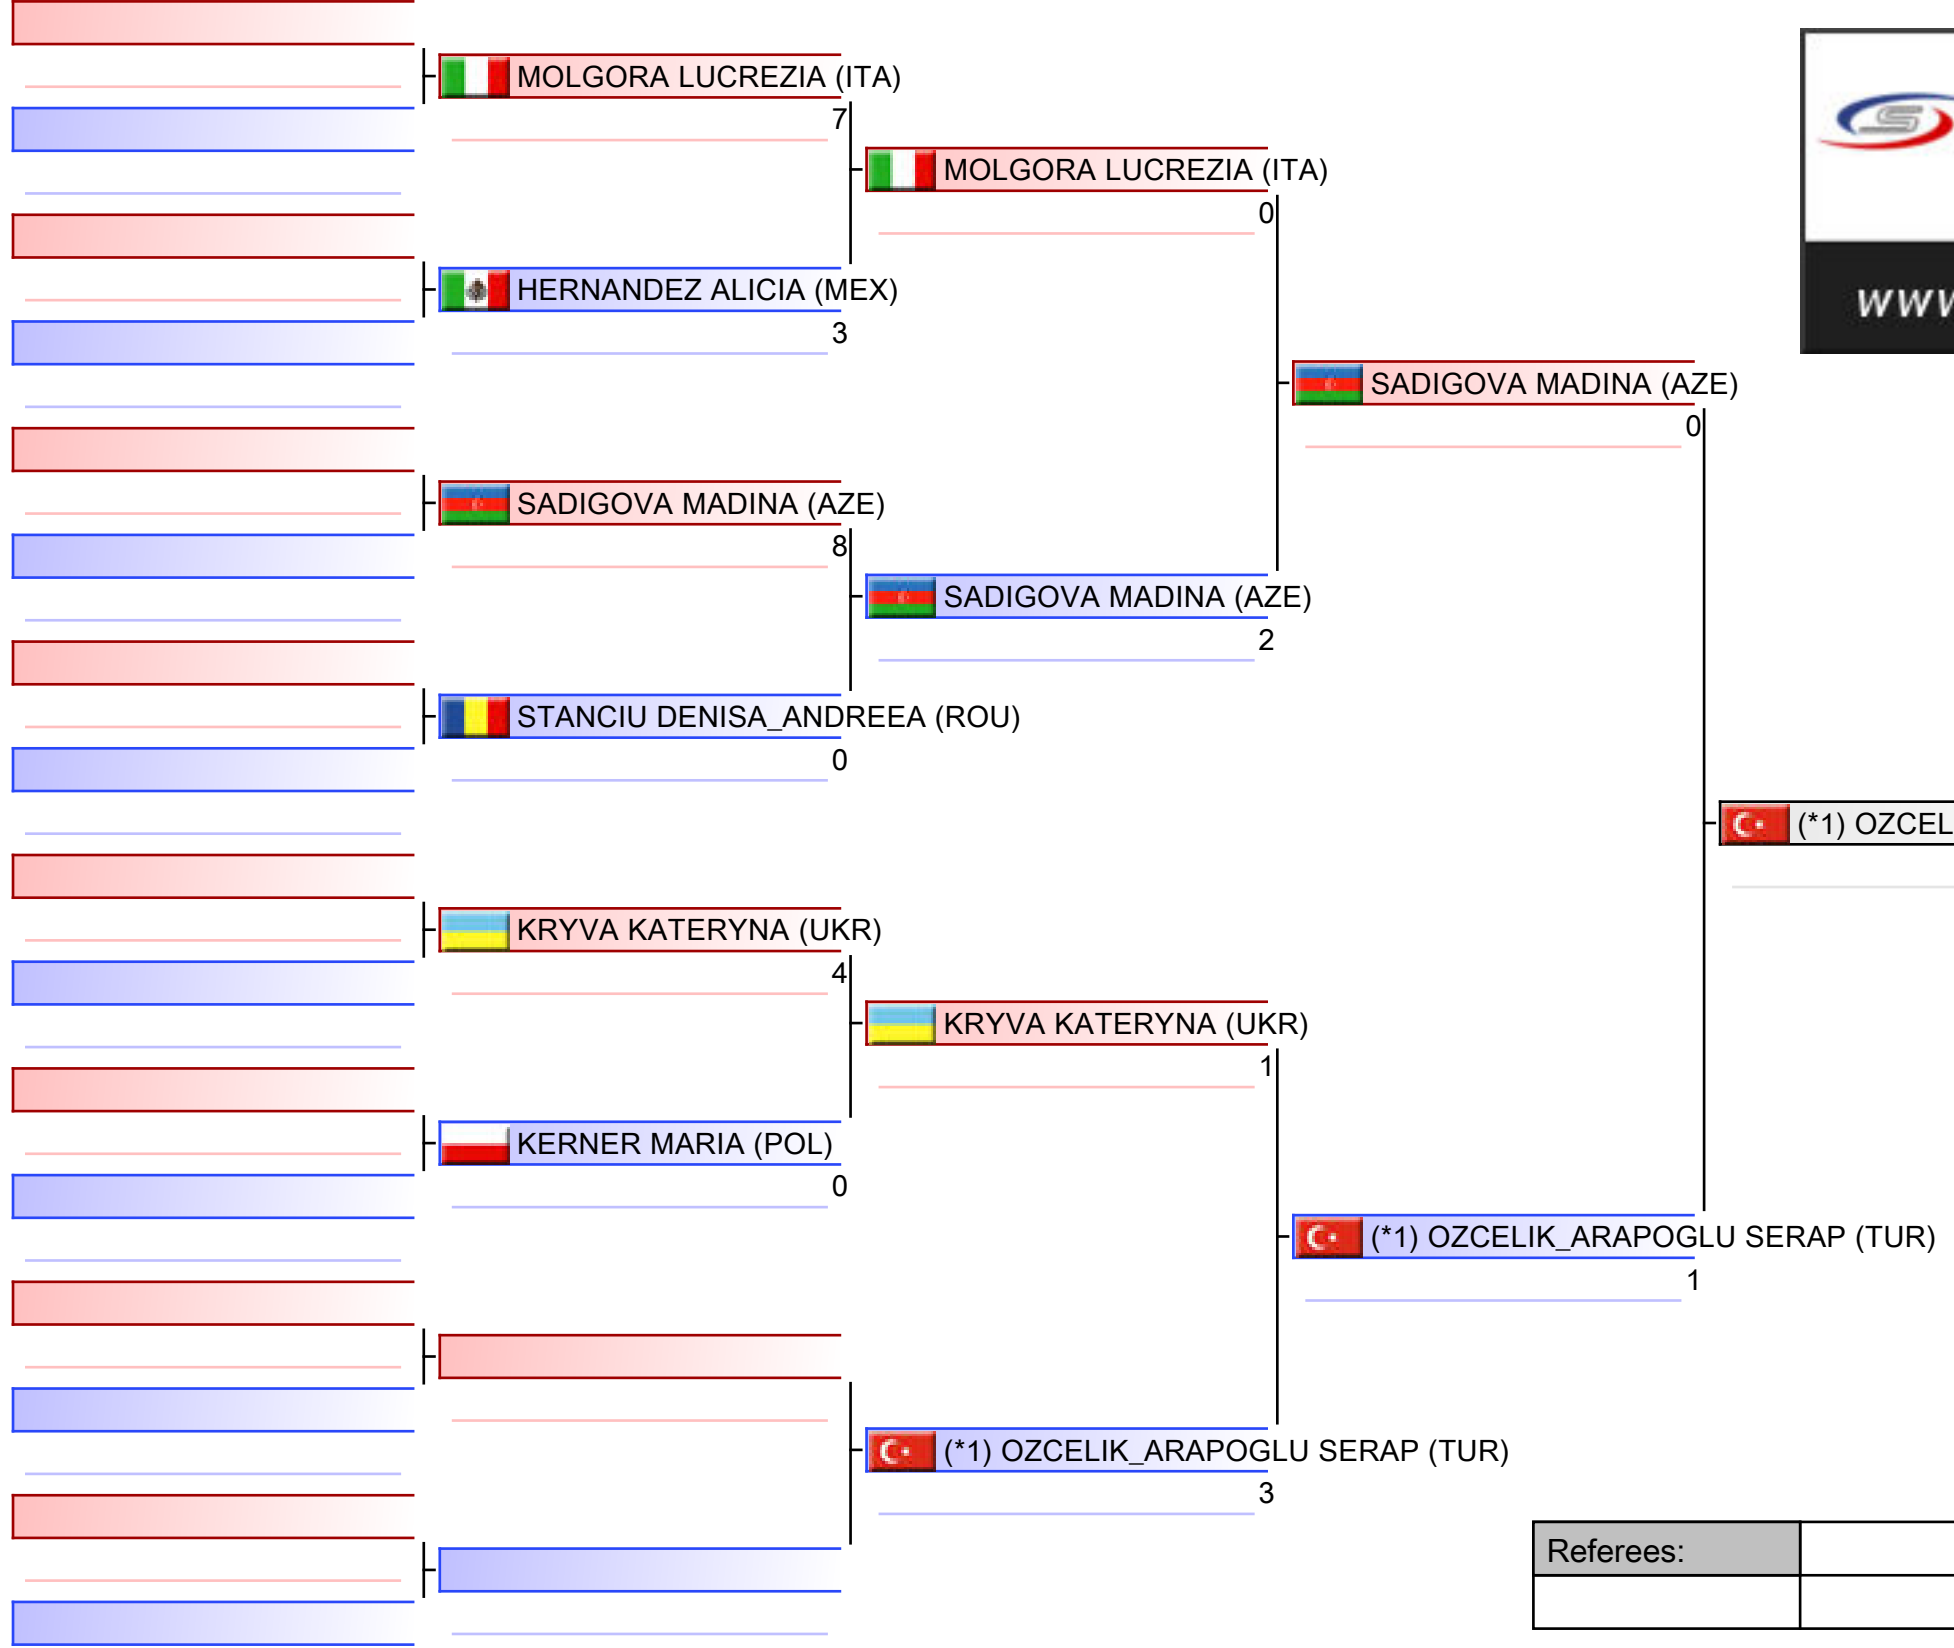 MOLGORA LUCREZIA (ITA)
7
MOLGORA LUCREZIA (ITA)
0
HERNANDEZ ALICIA (MEX)
3
WWW
SADIGOVA MADINA (AZE)
0
SADIGOVA MADINA (AZE)
8
SADIGOVA MADINA (AZE)
2
STANCIU DENISA_ANDREEA (ROU)
0
(*1) OZCEL
KRYVA KATERYNA (UKR)
4
KRYVA KATERYNA (UKR)
1
KERNER MARIA (POL)
0
(*1) OZCELIK_ARAPOGLU SERAP (TUR)
1
(*1) OZCELIK_ARAPOGLU SERAP (TUR)
3
Referees: